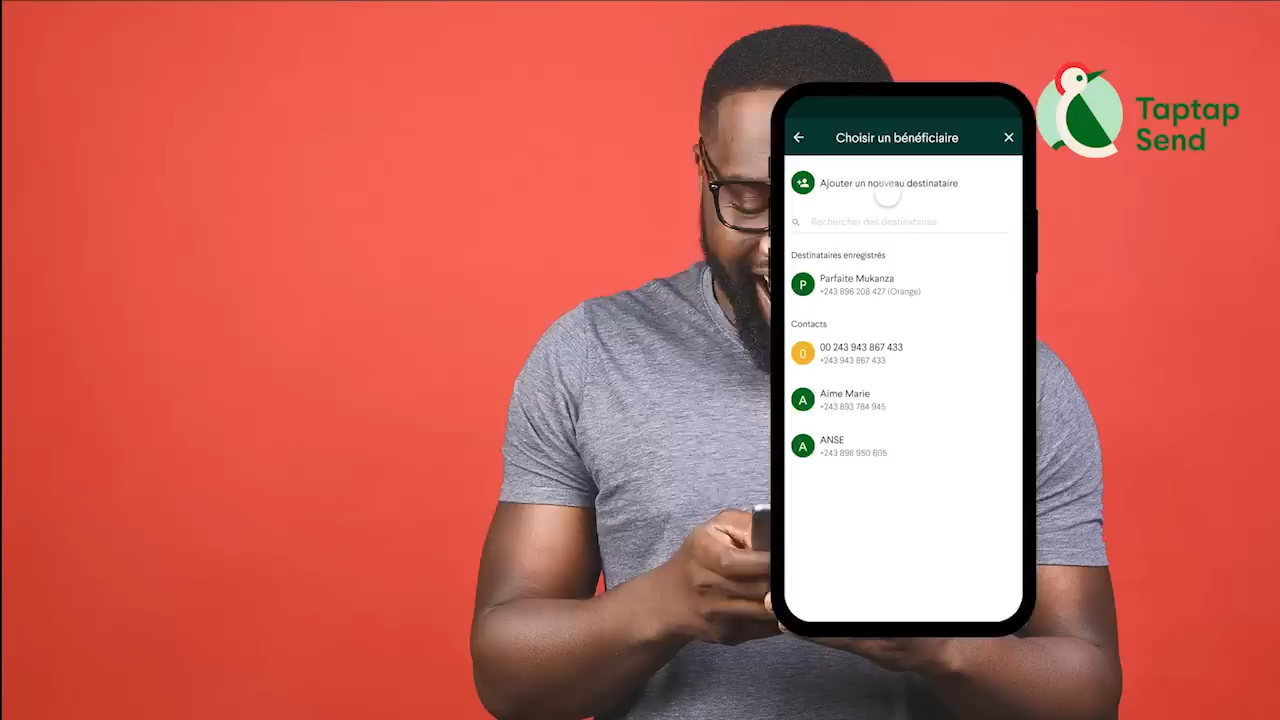 Taptap
Send
Choisir un bénéficiaire
Ajouter un nouveau destinataire
Rechercher des destinataires
Destinataires enregistrés
P
Parfaite Mukanza
+243 896 208 427 (Orange)
Contacts
0
00 243 943 867 433
+243 943 867 433
A
Aime Marie
+243 893 784 945
A
ANSE
+243 898 950 605